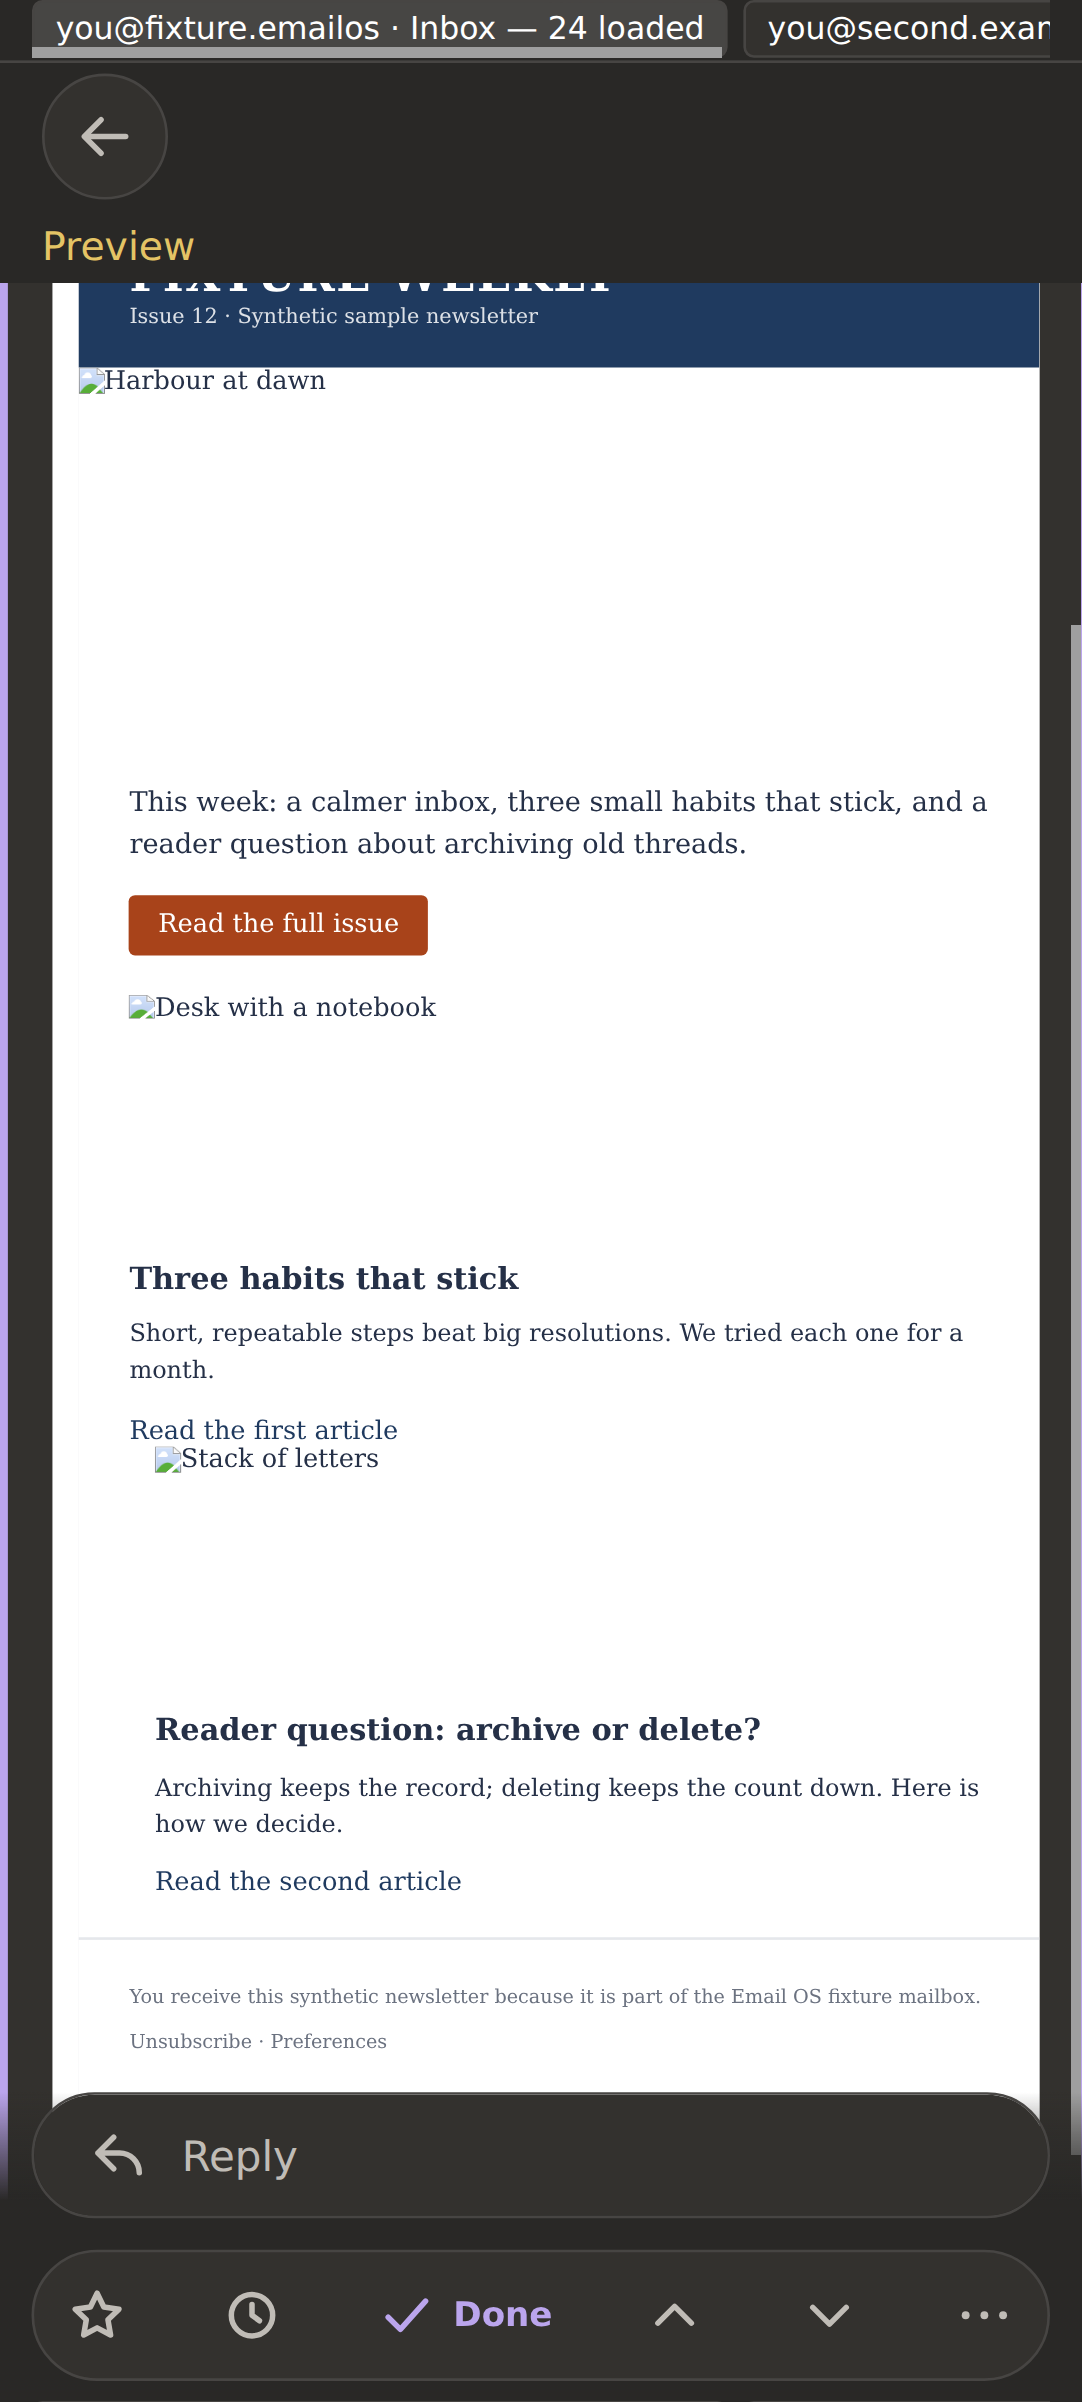 you@fixture.emailos · Inbox — 24 loaded
you@second.exam
Preview
FIXTURE WEEKLY
Issue 12 · Synthetic sample newsletter
Harbour at dawn
This week: a calmer inbox, three small habits that stick, and a
reader question about archiving old threads.
Read the full issue
Desk with a notebook
Three habits that stick
Short, repeatable steps beat big resolutions. We tried each one for a
month.
Read the first article
Stack of letters
Reader question: archive or delete?
Archiving keeps the record; deleting keeps the count down. Here is
how we decide.
Read the second article
You receive this synthetic newsletter because it is part of the Email OS fixture mailbox.
Unsubscribe · Preferences
Reply
Done